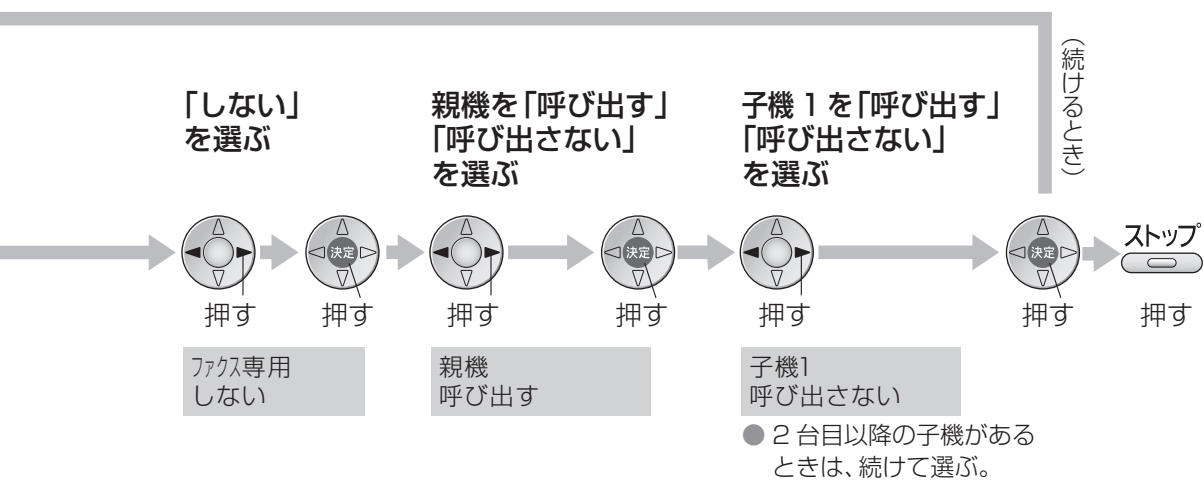 (続けるとき)
「しない」
を選ぶ
親機を「呼び出す」
「呼び出さない」
を選ぶ
子機1を「呼び出す」
「呼び出さない」
を選ぶ
決定
決定
決定
ストップ
押す
押す
押す
押す
押す
押す
押す
ﾌｧｸｽ専用
しない
親機
呼び出す
子機1
呼び出さない
● 2台目以降の子機がある
ときは、続けて選ぶ。